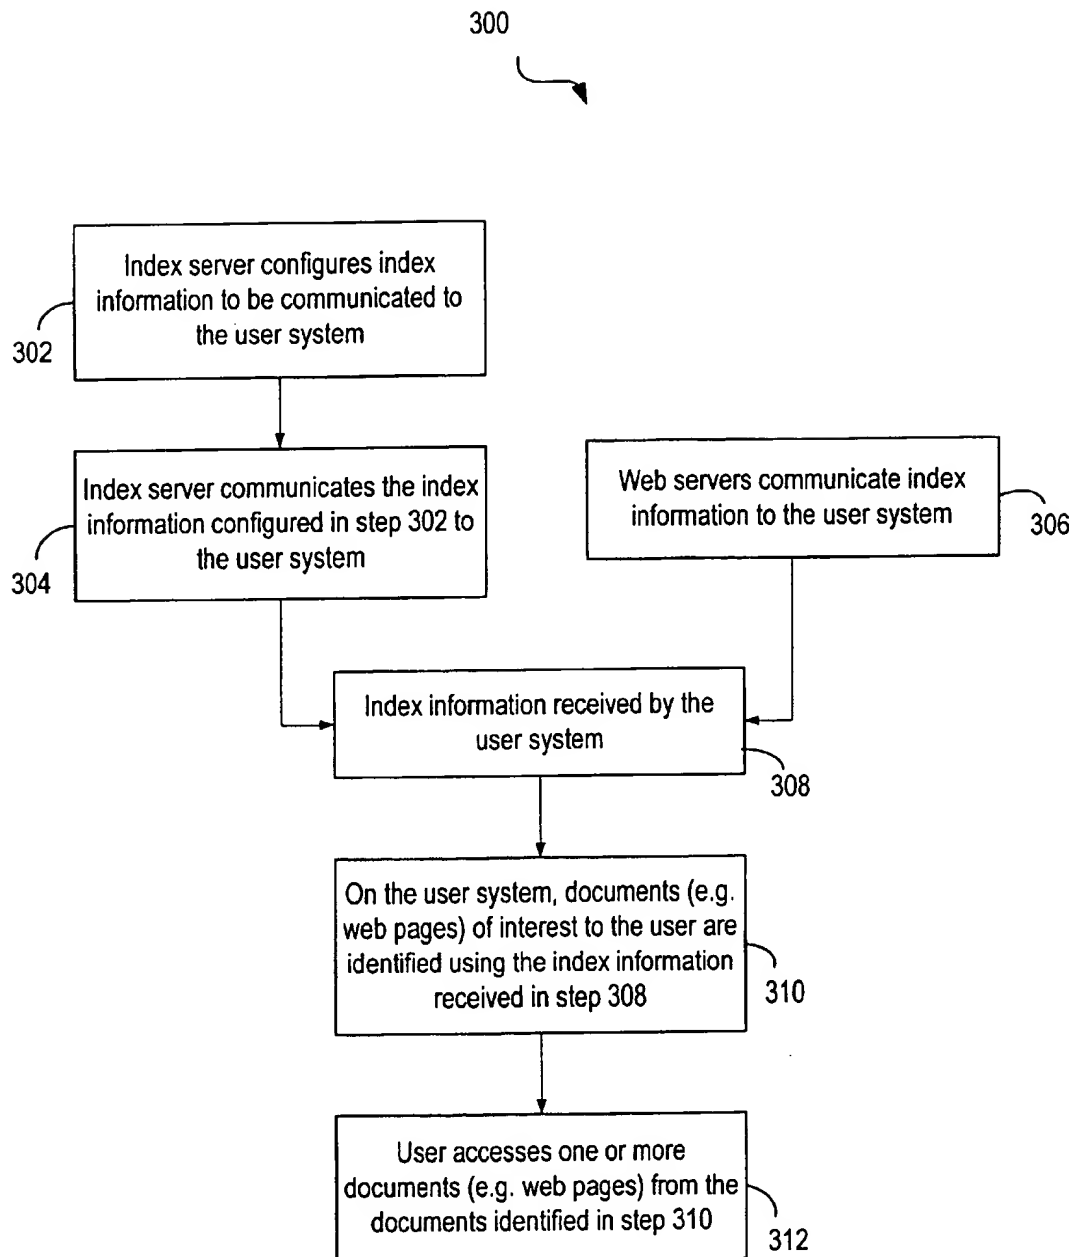 300
Index server configures index
information to be communicated to
the user system
302
Index server communicates the index
information configured in step 302 to
the user system
304
Web servers communicate index
information to the user system
306
Index information received by the
user system
308
On the user system, documents (e.g.
web pages) of interest to the user are
identified using the index information
received in step 308
310
User accesses one or more
documents (e.g. web pages) from the
documents identified in step 310
312